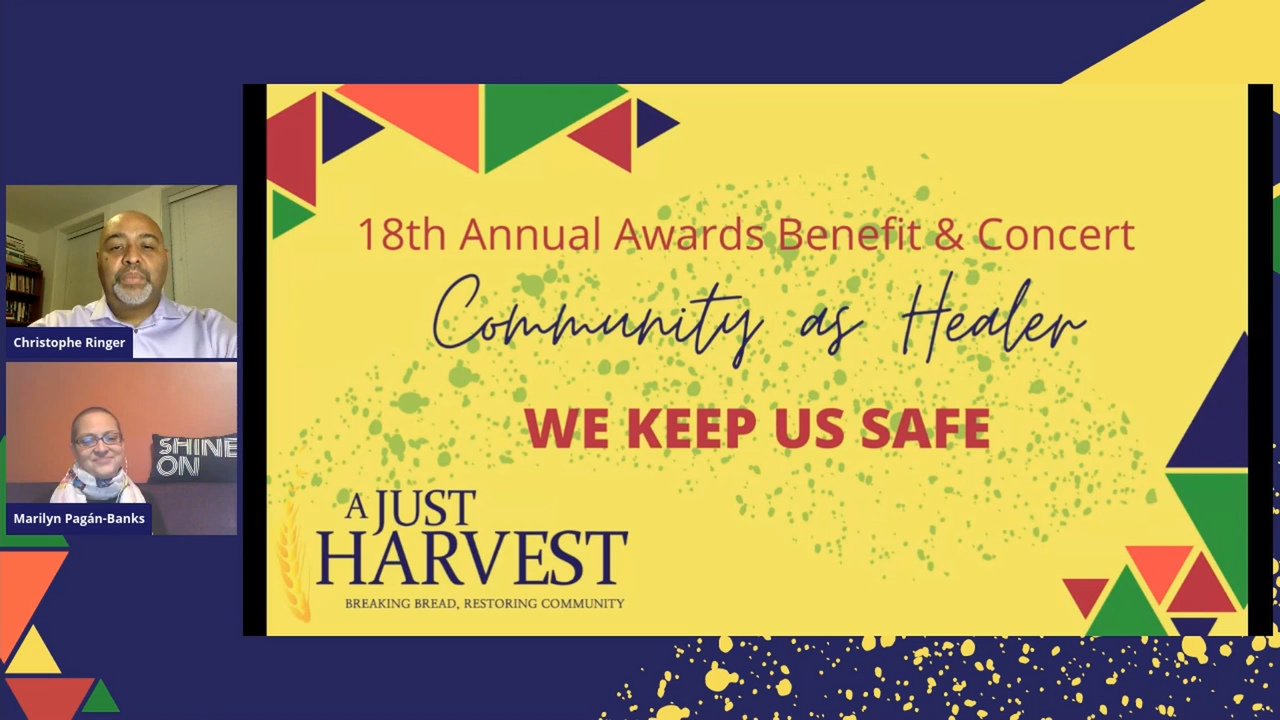 Christophe Ringer
SHINE
ON
Marilyn Pagán-Banks
18th Annual Awards Benefit & Concert
Community as Healer
WE KEEP US SAFE
A JUST
HARVEST
BREAKING BREAD, RESTORING COMMUNITY